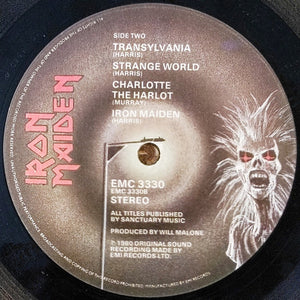 IRON
MAIDEN
SIDE TWO
TRANSYLVANIA
(HARRIS)
STRANGE WORLD
(HARRIS)
CHARLOTTE
THE HARLOT
(MURRAY)
IRON MAIDEN
(HARRIS)
EMC 3330
EMC 3330B
STEREO
ALL TITLES PUBLISHED
BY SANCTUARY MUSIC
PRODUCED BY WILL MALONE
℗ 1980 ORIGINAL SOUND
RECORDING MADE BY
EMI RECORDS LTD.